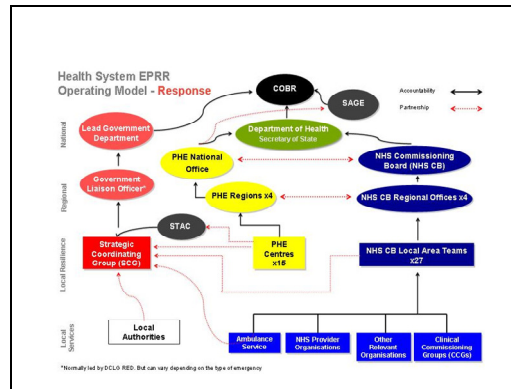 Health System EPRR
Operating Model - Response
COBR
SAGE
Accountability
Partnership
National
Lead Government
Department
Department of Health
Secretary of State
PHE National
Office
NHS Commissioning
Board (NHS CB)
Regional
Government
Liaison Officer*
PHE Regions x4
NHS CB Regional Offices x4
Local Resilience
STAC
Strategic
Coordinating
Group (SCG)
PHE
Centres
x15
NHS CB Local Area Teams
x27
Local
Services
Local
Authorities
Ambulance
Service
NHS Provider
Organisations
Other
Relevant
Organisations
Clinical
Commissioning
Groups (CCGs)
*Normally led by DCLG RED. But can vary depending on the type of emergency